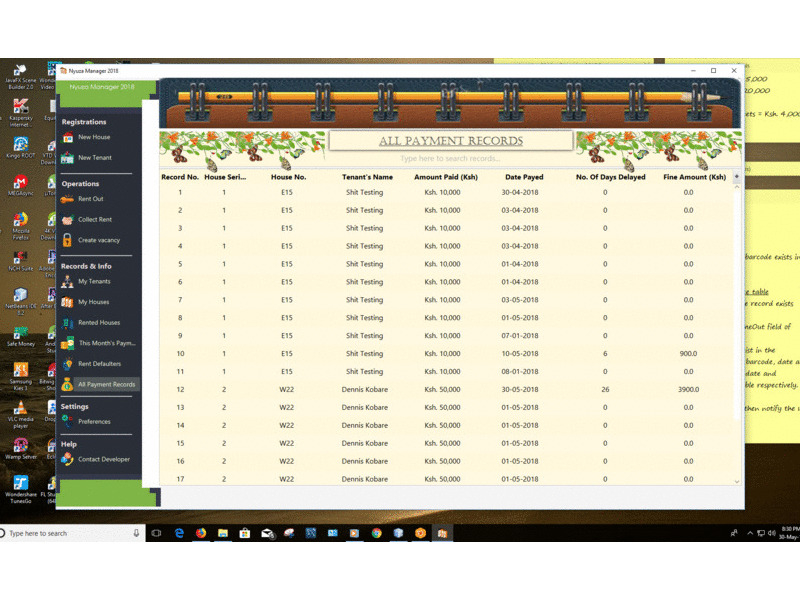 JavaFX Scene
Builder 2.0
Kaspersky
Internet...
Kingo ROOT
MEGAsync
Mozilla
Firefox
NCH Suite
NetBeans IDE
8.2
Safe Money
Samsung
Kies 3
VLC media
player
Wamp Server
Wondershare
TunesGo
Nyuza Manager 2018
Nyuza Manager 2018
Registrations
New House
New Tenant
Operations
Rent Out
Collect Rent
Create vacancy
Records & Info
My Tenants
My Houses
Rented Houses
This Month's Paym...
Rent Defaulters
All Payment Records
Settings
Preferences
Help
Contact Developer
ALL PAYMENT RECORDS
Type here to search records...
Record No. House Seri... House No. Tenant's Name Amount Paid (Ksh) Date Payed No. Of Days Delayed Fine Amount (Ksh)
1 1 E15 Shit Testing Ksh. 10,000 30-04-2018 0 0.0
2 1 E15 Shit Testing Ksh. 10,000 03-04-2018 0 0.0
3 1 E15 Shit Testing Ksh. 10,000 03-04-2018 0 0.0
4 1 E15 Shit Testing Ksh. 10,000 03-04-2018 0 0.0
5 1 E15 Shit Testing Ksh. 10,000 03-04-2018 0 0.0
6 1 E15 Shit Testing Ksh. 10,000 01-04-2018 0 0.0
7 1 E15 Shit Testing Ksh. 10,000 03-05-2018 0 0.0
8 1 E15 Shit Testing Ksh. 10,000 01-05-2018 0 0.0
9 1 E15 Shit Testing Ksh. 10,000 07-01-2018 0 0.0
10 1 E15 Shit Testing Ksh. 10,000 10-05-2018 6 900.0
11 1 E15 Shit Testing Ksh. 10,000 08-01-2018 0 0.0
12 2 W22 Dennis Kobare Ksh. 50,000 30-05-2018 26 3900.0
13 2 W22 Dennis Kobare Ksh. 50,000 01-05-2018 0 0.0
14 2 W22 Dennis Kobare Ksh. 50,000 01-05-2018 0 0.0
15 2 W22 Dennis Kobare Ksh. 50,000 01-05-2018 0 0.0
16 2 W22 Dennis Kobare Ksh. 50,000 01-05-2018 0 0.0
17 2 W22 Dennis Kobare Ksh. 50,000 01-05-2018 0 0.0
5,000
20,000
ets = Ksh. 4,000
barcode exists in
e table
e record exists
neOut field of
ist in the
barcode, date a
date and
ble respectively.
then notify the u
Type here to search
8:30 PM
30-May-